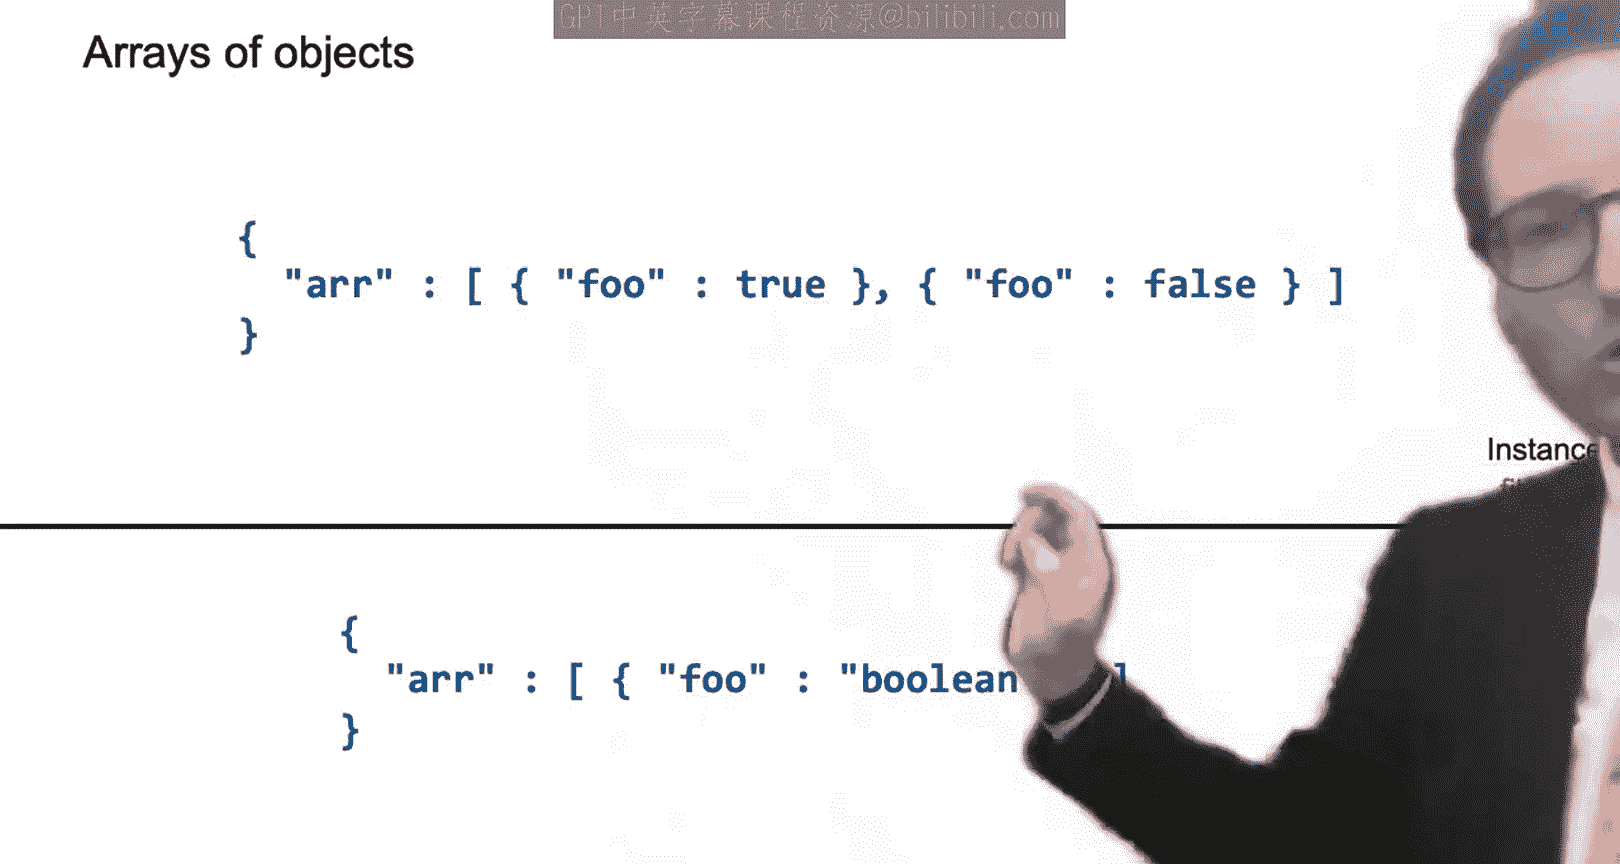 GPT中英字幕课程资源@bilibili.com
Arrays of objects
{
"arr" : [ { "foo" : true }, { "foo" : false } ]
}
Instance
{
"arr" : [ { "foo" : "boolean ]
}